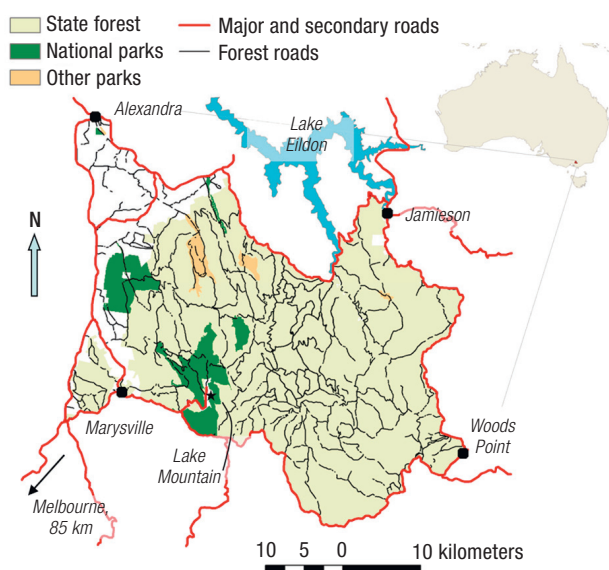 State forest
National parks
Other parks
Major and secondary roads
Forest roads
Alexandra
Lake
Eildon
Jamieson
N
Marysville
Lake
Mountain
Woods
Point
Melbourne,
85 km
10 5 0 10 kilometers